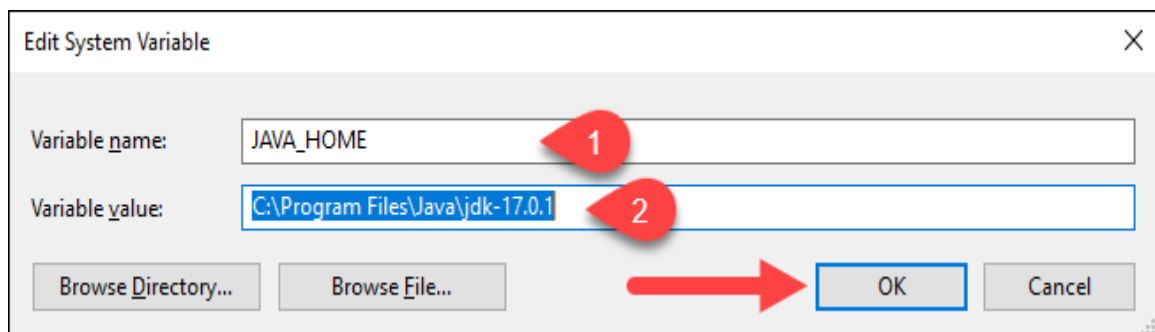 Edit System Variable
Variable name: JAVA_HOME 1
Variable value: C:\Program Files\Java\jdk-17.0.1 2
Browse Directory... Browse File... OK Cancel